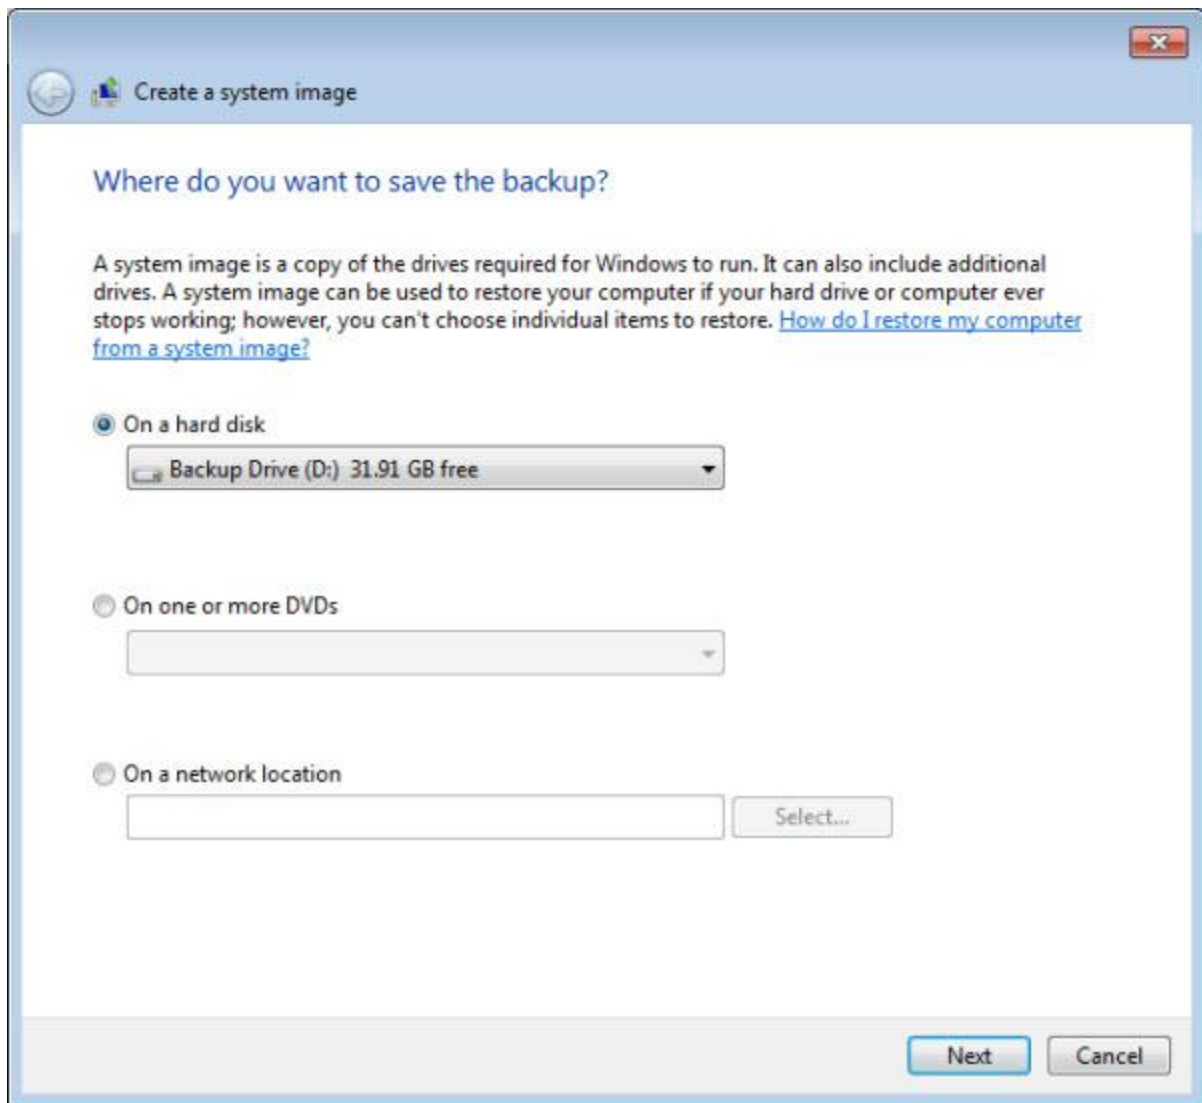 Create a system image
Where do you want to save the backup?
A system image is a copy of the drives required for Windows to run. It can also include additional
drives. A system image can be used to restore your computer if your hard drive or computer ever
stops working; however, you can't choose individual items to restore. How do I restore my computer
from a system image?
On a hard disk
Backup Drive (D:) 31.91 GB free
On one or more DVDs
On a network location
Select...
Next
Cancel